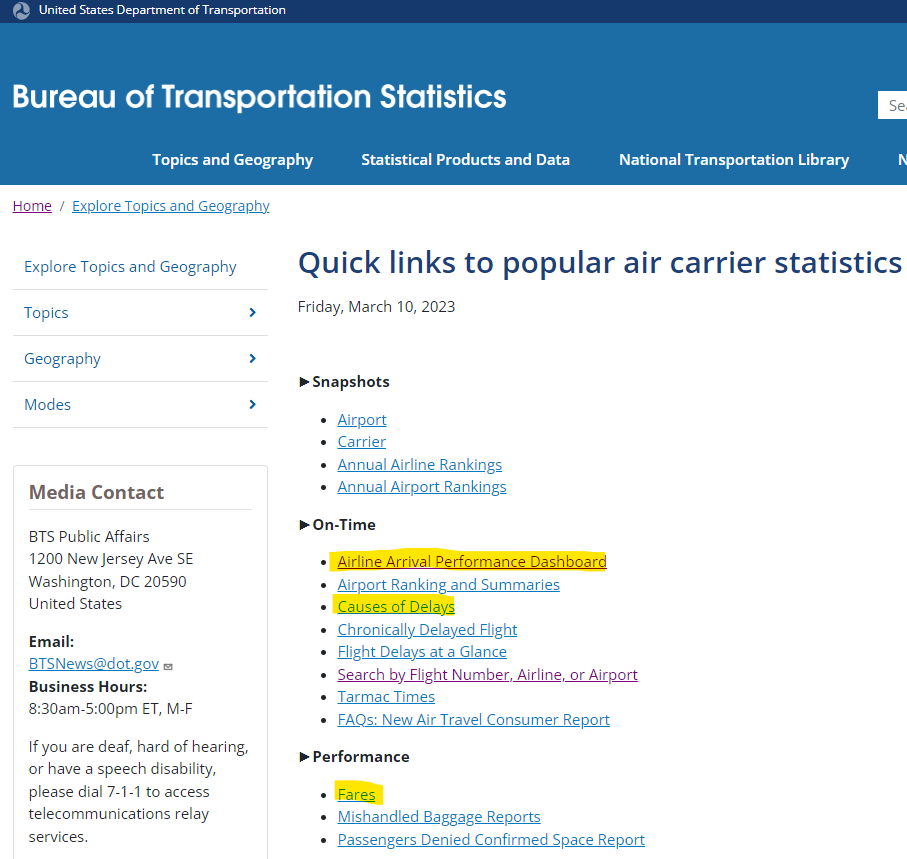 United States Department of Transportation
Bureau of Transportation Statistics
Topics and Geography Statistical Products and Data National Transportation Library
Home / Explore Topics and Geography
Explore Topics and Geography
Topics
Geography
Modes
Media Contact
BTS Public Affairs
1200 New Jersey Ave SE
Washington, DC 20590
United States
Email:
BTSNews@dot.gov
Business Hours:
8:30am-5:00pm ET, M-F
If you are deaf, hard of hearing,
or have a speech disability,
please dial 7-1-1 to access
telecommunications relay
services.
Quick links to popular air carrier statistics
Friday, March 10, 2023
►Snapshots
• Airport
• Carrier
• Annual Airline Rankings
• Annual Airport Rankings
►On-Time
• Airline Arrival Performance Dashboard
• Airport Ranking and Summaries
• Causes of Delays
• Chronically Delayed Flight
• Flight Delays at a Glance
• Search by Flight Number, Airline, or Airport
• Tarmac Times
• FAQs: New Air Travel Consumer Report
►Performance
• Fares
• Mishandled Baggage Reports
• Passengers Denied Confirmed Space Report